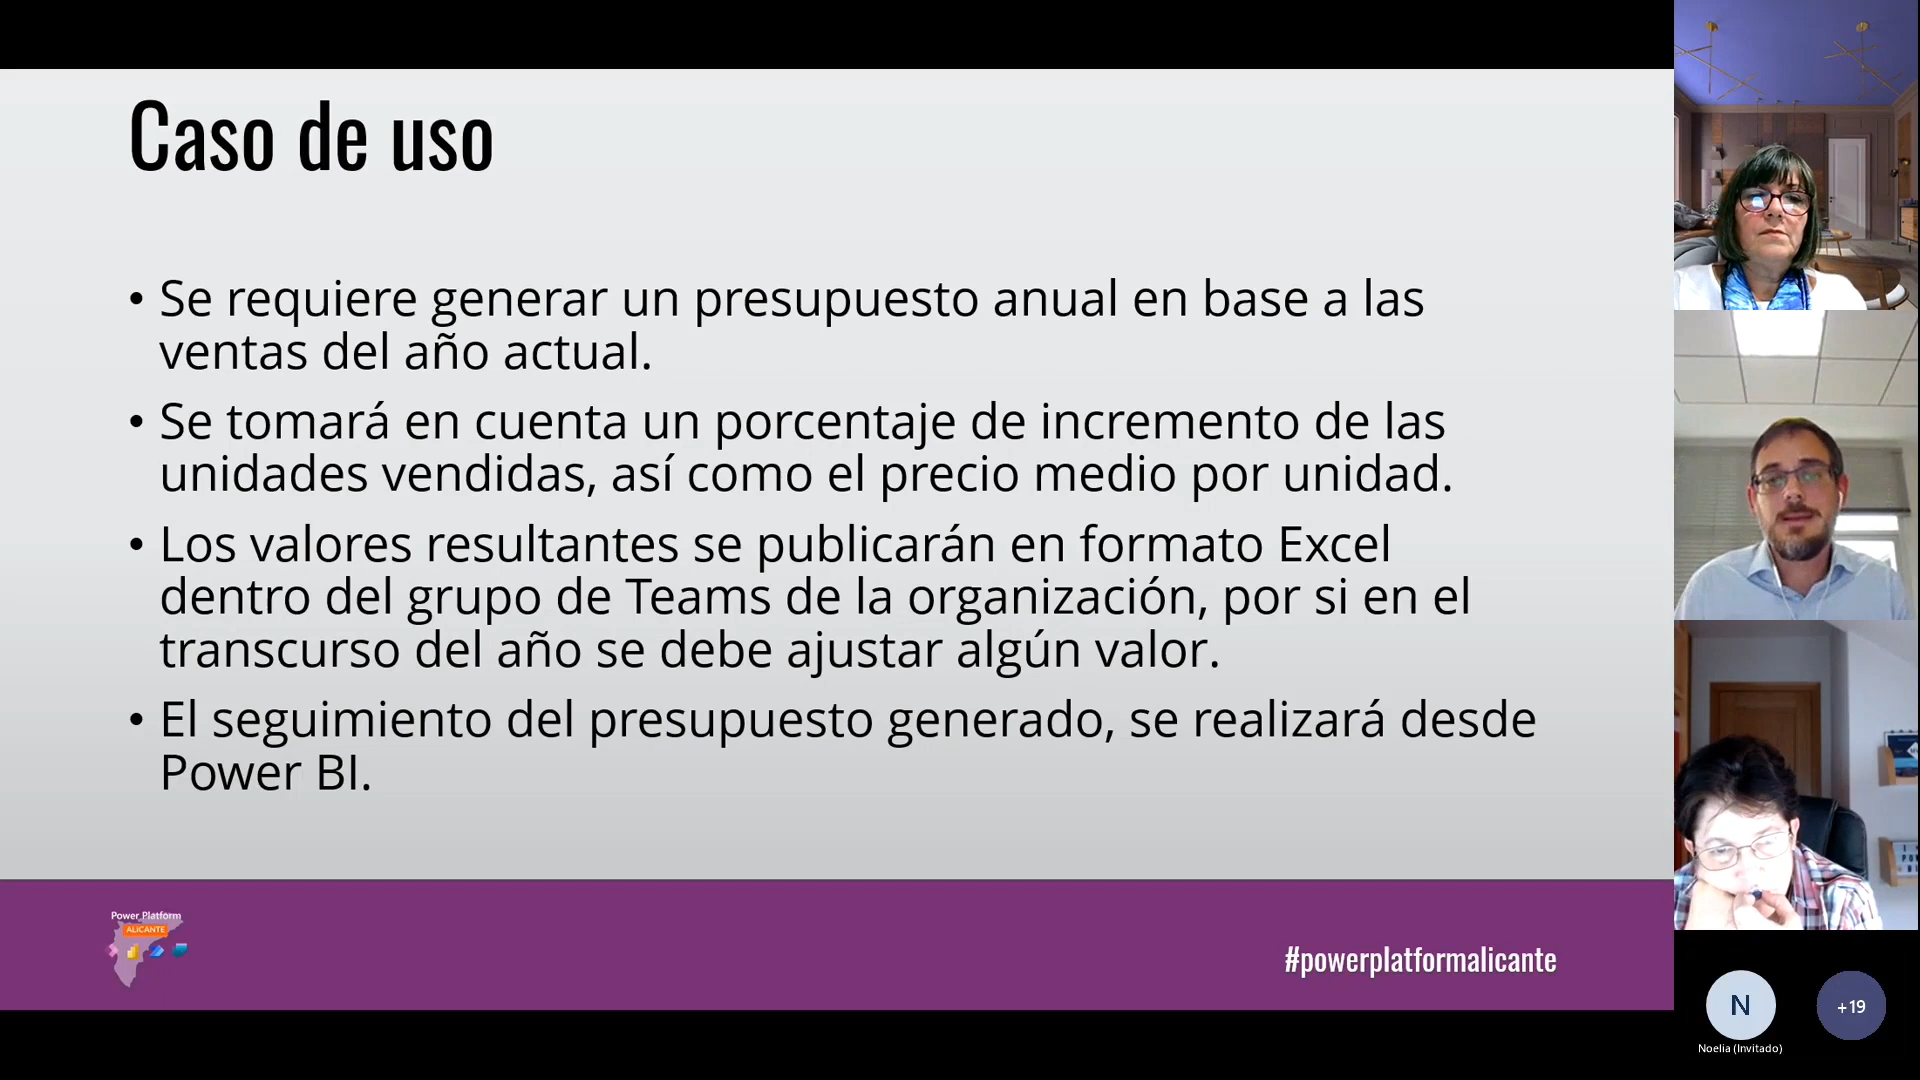 Caso de uso
• Se requiere generar un presupuesto anual en base a las
ventas del año actual.
• Se tomará en cuenta un porcentaje de incremento de las
unidades vendidas, así como el precio medio por unidad.
• Los valores resultantes se publicarán en formato Excel
dentro del grupo de Teams de la organización, por si en el
transcurso del año se debe ajustar algún valor.
• El seguimiento del presupuesto generado, se realizará desde
Power BI.
Power Platform
ALICANTE
#powerplatformalicante
N
+19
Noelia (Invitado)